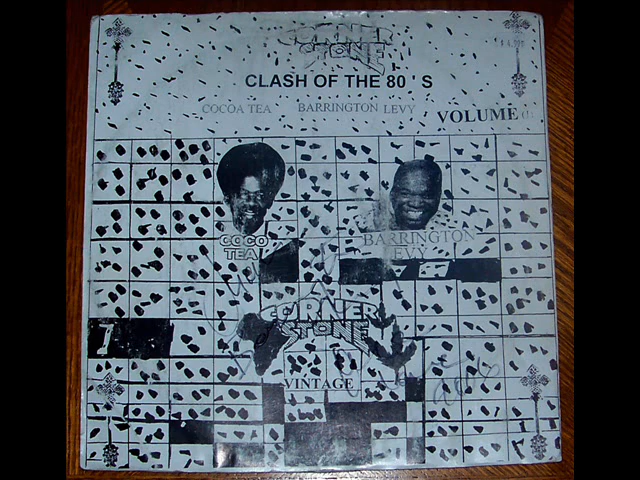 CORNER
STONE
CLASH OF THE 80 S
COCOA TEA BARRINGTON LEVY
VOLUME
COCO
TEA
BARRINGTON
LEVY
CORNER
STONE
VINTAGE